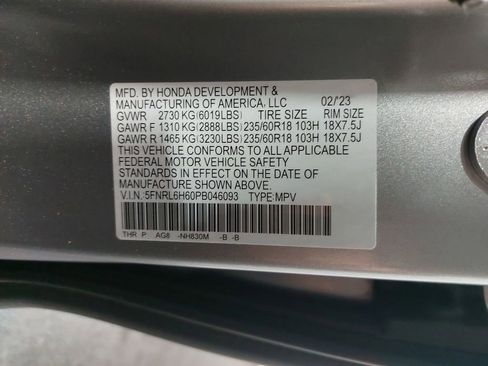 MFD. BY HONDA DEVELOPMENT &
MANUFACTURING OF AMERICA, LLC 02/'23
GVWR 2730 KG(6019LBS) TIRE SIZE RIM SIZE
GAWR F 1310 KG(2888LBS) 235/60R18 103H 18X7.5J
GAWR R 1465 KG(3230LBS) 235/60R18 103H 18X7.5J
THIS VEHICLE CONFORMS TO ALL APPLICABLE
FEDERAL MOTOR VEHICLE SAFETY
STANDARDS IN EFFECT ON THE DATE OF
MANUFACTURE SHOWN ABOVE.
V.I.N.:5FNRL6H60PB046093 TYPE:MPV
THR P. AG8 -NH830M -B -B